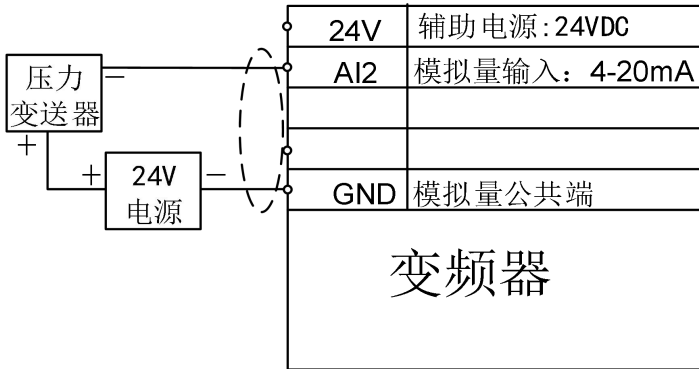 24V 辅助电源:24VDC
AI2 模拟量输入：4-20mA
压力
变送器
−
+
+ 24V −
电源
GND 模拟量公共端
变频器